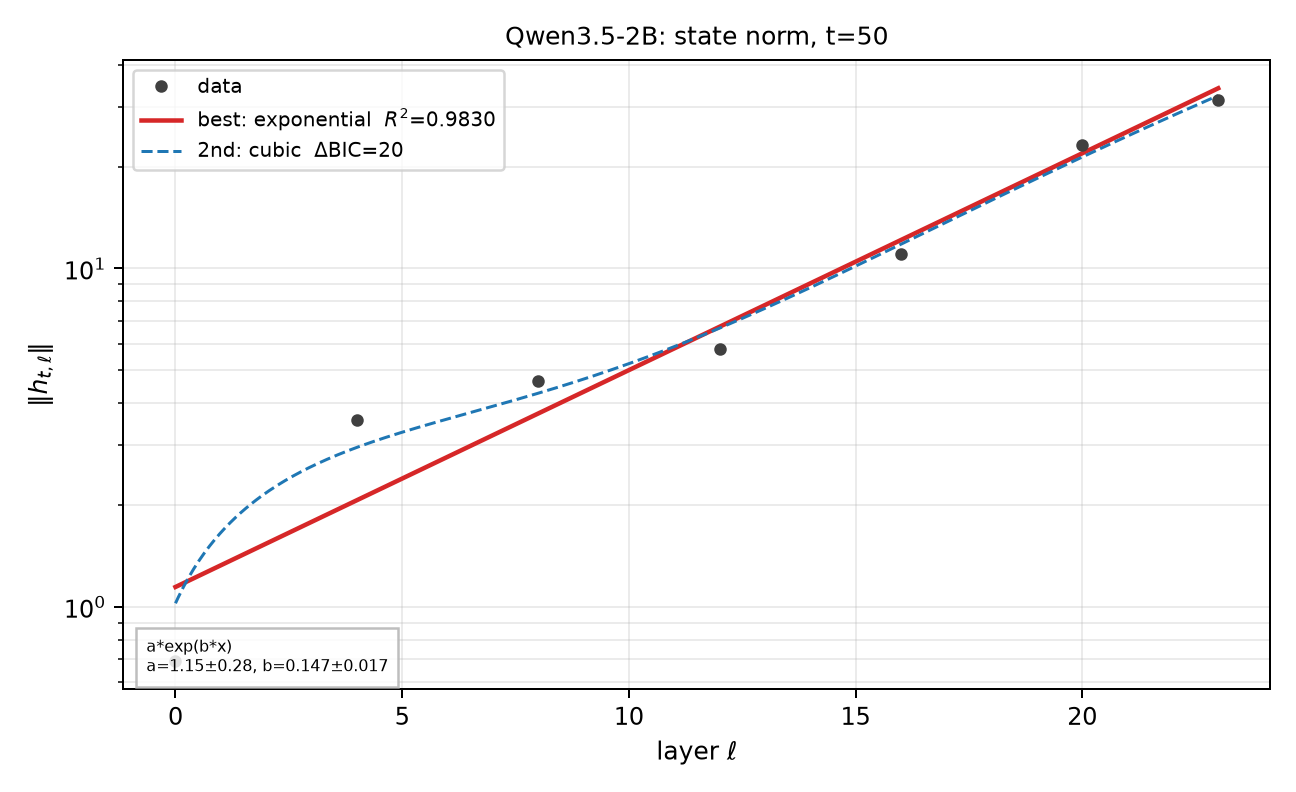 Qwen3.5-2B: state norm, t=50
data
best: exponential R²=0.9830
2nd: cubic ΔBIC=20
10¹
10⁰
‖hₜ,ℓ‖
a*exp(b*x)
a=1.15±0.28, b=0.147±0.017
0 5 10 15 20
layer ℓ